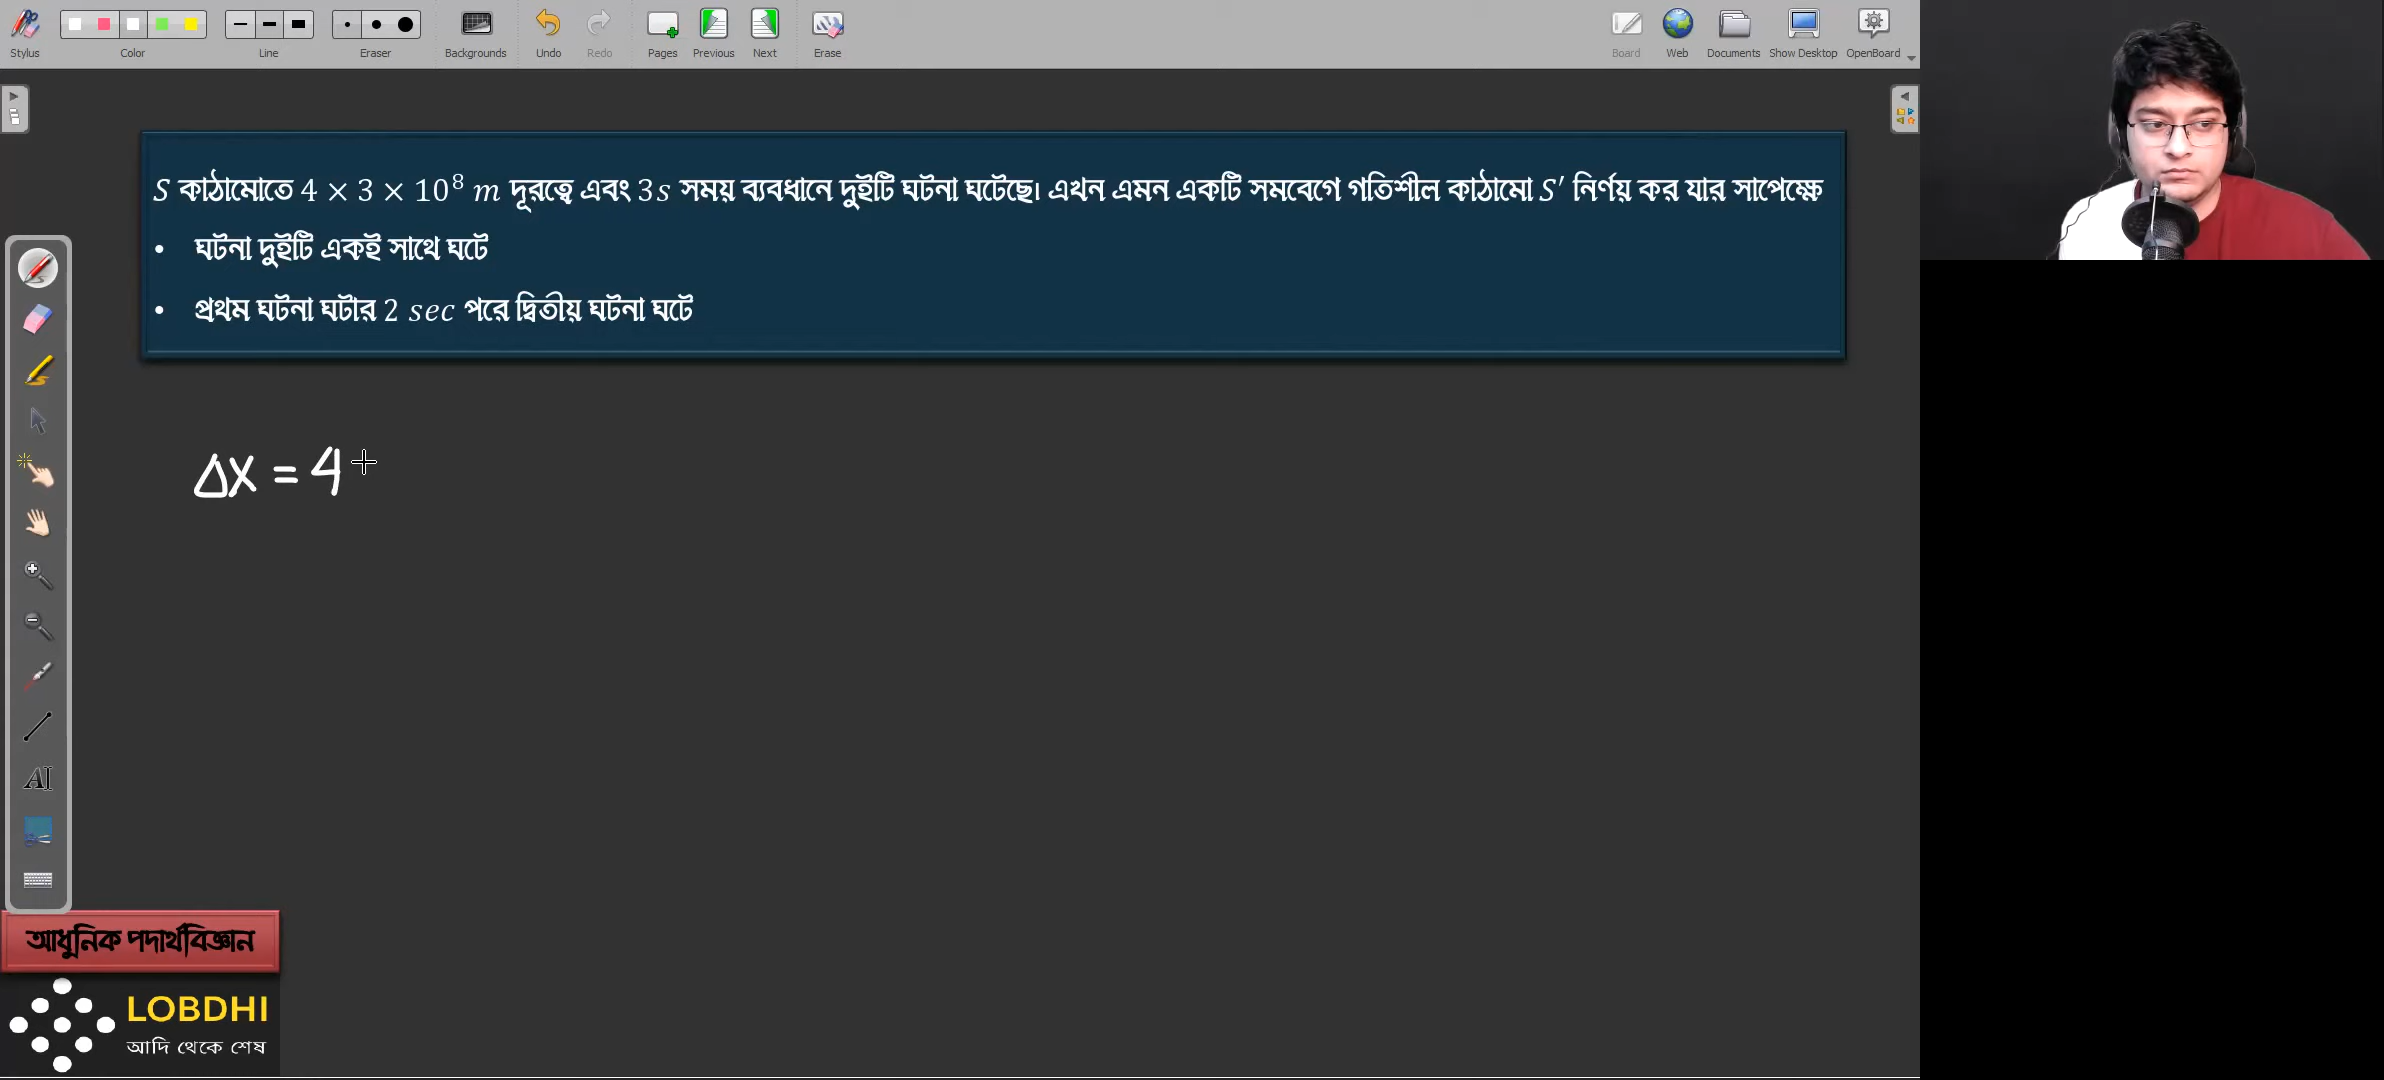 Stylus
Color
Line
Eraser
Backgrounds
Undo
Redo
Pages
Previous
Next
Erase
Board
Web
Documents
Show Desktop
OpenBoard
S কাঠামোতে 4 × 3 × 10⁸ m দূরত্বে এবং 3s সময় ব্যবধানে দুইটি ঘটনা ঘটেছে। এখন এমন একটি সমবেগে গতিশীল কাঠামো S′ নির্ণয় কর যার সাপেক্ষে
• ঘটনা দুইটি একই সাথে ঘটে
• প্রথম ঘটনা ঘটার 2 sec পরে দ্বিতীয় ঘটনা ঘটে
Δx = 4
AI
আধুনিক পদার্থবিজ্ঞান
LOBDHI
আদি থেকে শেষ